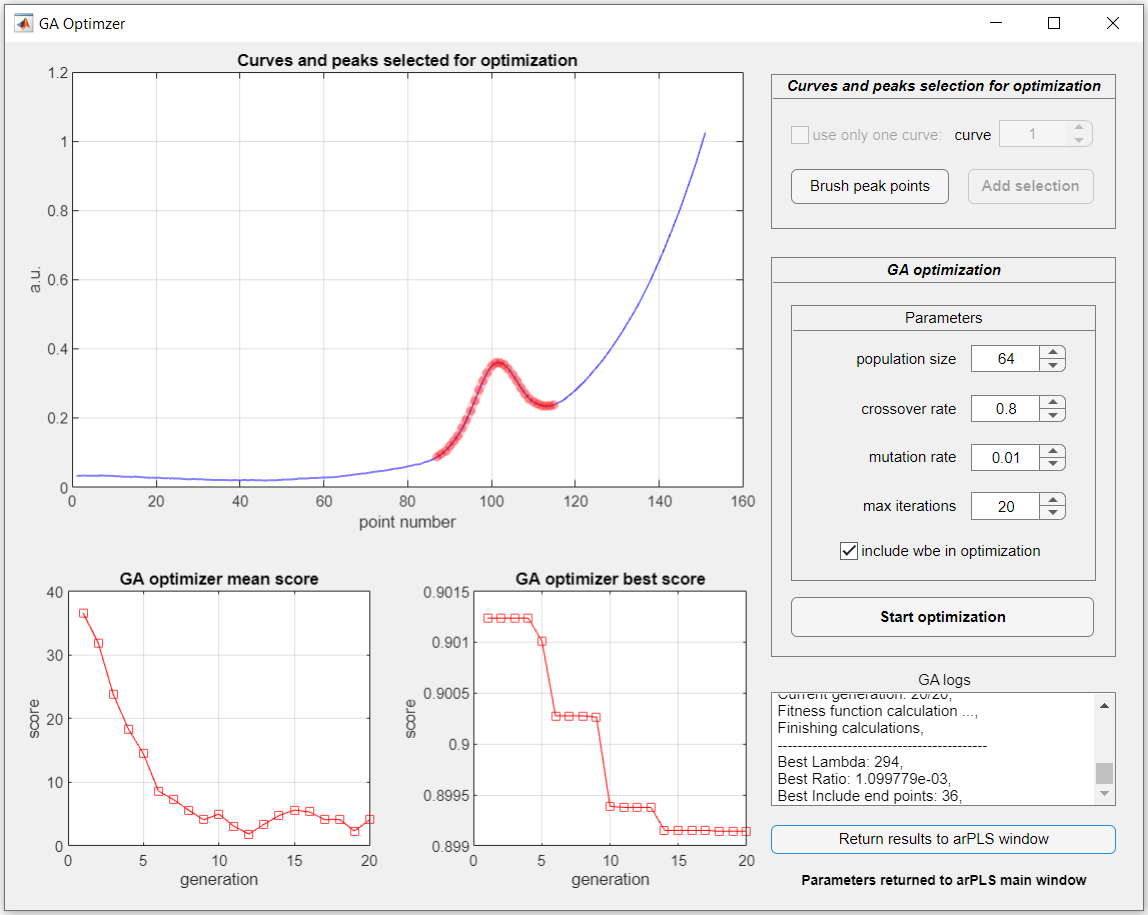 GA Optimzer
Curves and peaks selected for optimization
1.2
1
0.8
0.6
0.4
0.2
0
a.u.
0 20 40 60 80 100 120 140 160
point number
GA optimizer mean score
40
30
20
10
0
score
0 5 10 15 20
generation
GA optimizer best score
0.9015
0.901
0.9005
0.9
0.8995
0.899
score
0 5 10 15 20
generation
Curves and peaks selection for optimization
use only one curve: curve 1
Brush peak points Add selection
GA optimization
Parameters
population size 64
crossover rate 0.8
mutation rate 0.01
max iterations 20
include wbe in optimization
Start optimization
GA logs
Current generation: 20/20,
Fitness function calculation ...,
Finishing calculations,
------------------------------------------
Best Lambda: 294,
Best Ratio: 1.099779e-03,
Best Include end points: 36,
Return results to arPLS window
Parameters returned to arPLS main window